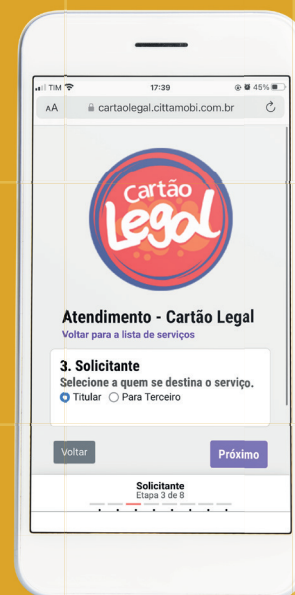 TIM 17:39 45%
AA cartaolegal.cittamobi.com.br
Cartão
Legal
Atendimento - Cartão Legal
Voltar para a lista de serviços
3. Solicitante
Selecione a quem se destina o serviço.
Titular Para Terceiro
Voltar Próximo
Solicitante
Etapa 3 de 8